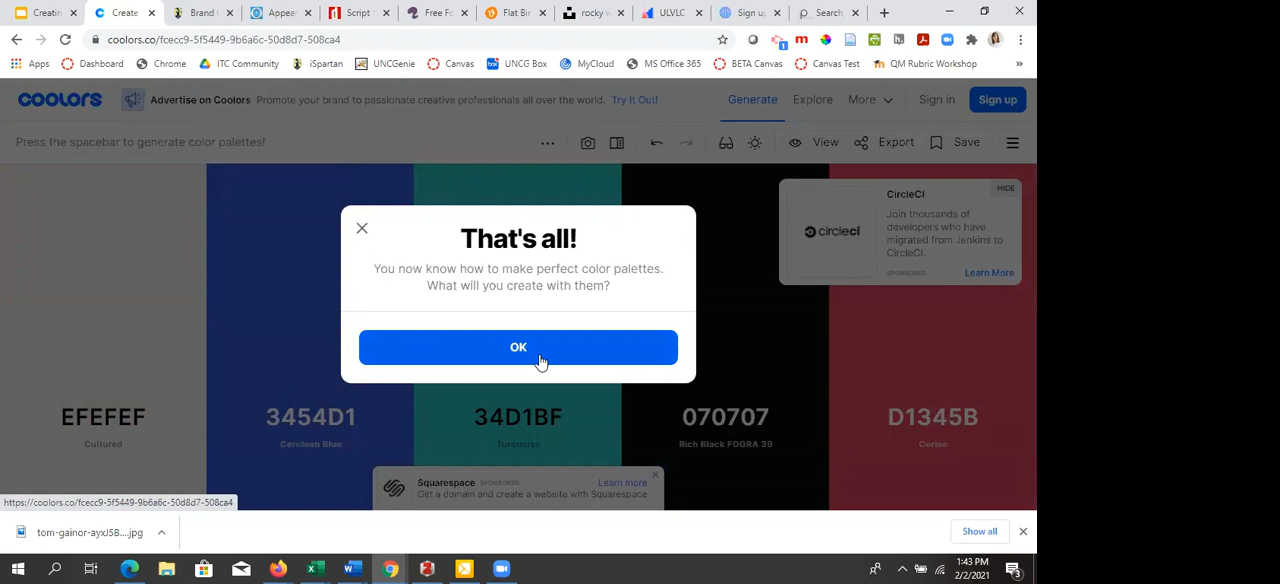 Creatin
Create
Brand
Appear
Script
Free Fo
Flat Bir
rocky w
ULVLC
Sign u
Search
coolors.co/fcecc9-5f5449-9b6a6c-50d8d7-508ca4
Apps Dashboard Chrome ITC Community iSpartan UNCGenie Canvas UNCG Box MyCloud MS Office 365 BETA Canvas Canvas Test QM Rubric Workshop »
coolors Advertise on Coolors Promote your brand to passionate creative professionals all over the world. Try It Out! Generate Explore More Sign in Sign up
Press the spacebar to generate color palettes! View Export Save
CircleCI HIDE
circleci
Join thousands of
developers who have
migrated from Jenkins to
CircleCI.
SPONSORED Learn More
That's all!
You now know how to make perfect color palettes.
What will you create with them?
OK
EFEFEF 3454D1 34D1BF 070707 D1345B
Cultured Cerulean Blue Turquoise Rich Black FOGRA 39 Cerise
Squarespace SPONSORED Learn more
Get a domain and create a website with Squarespace
https://coolors.co/fcecc9-5f5449-9b6a6c-50d8d7-508ca4
tom-gainor-ayxJ5B....jpg Show all
1:43 PM
2/2/2021
3